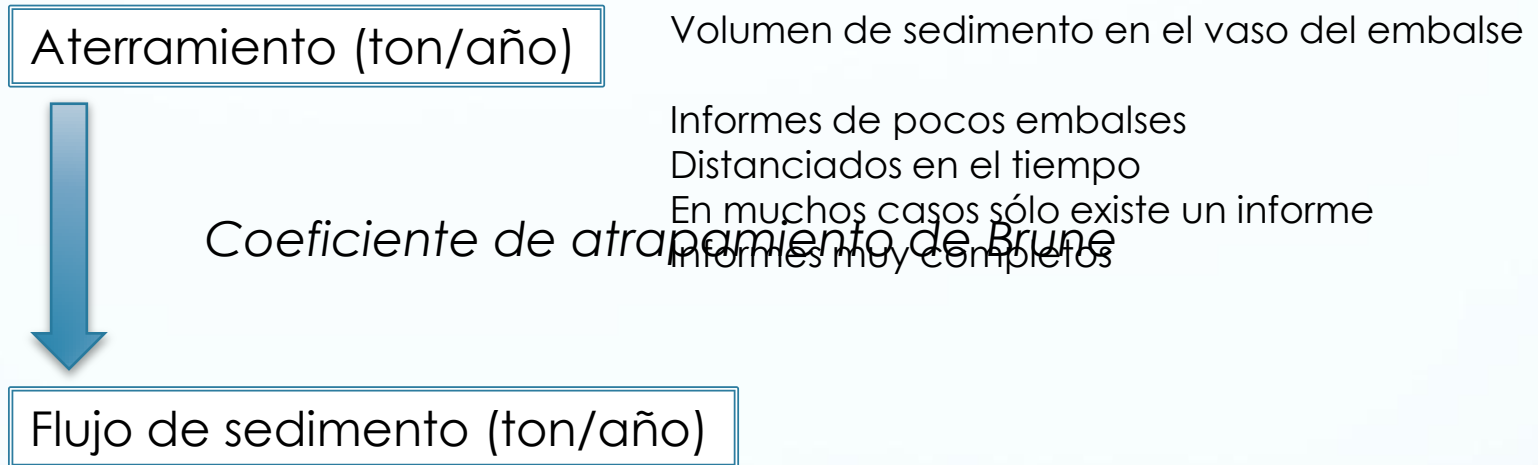 Aterramiento (ton/año)
Volumen de sedimento en el vaso del embalse
Informes de pocos embalses
Distanciados en el tiempo
En muchos casos sólo existe un informe
Informes muy completos
Coeficiente de atrapamiento de Brune
Flujo de sedimento (ton/año)